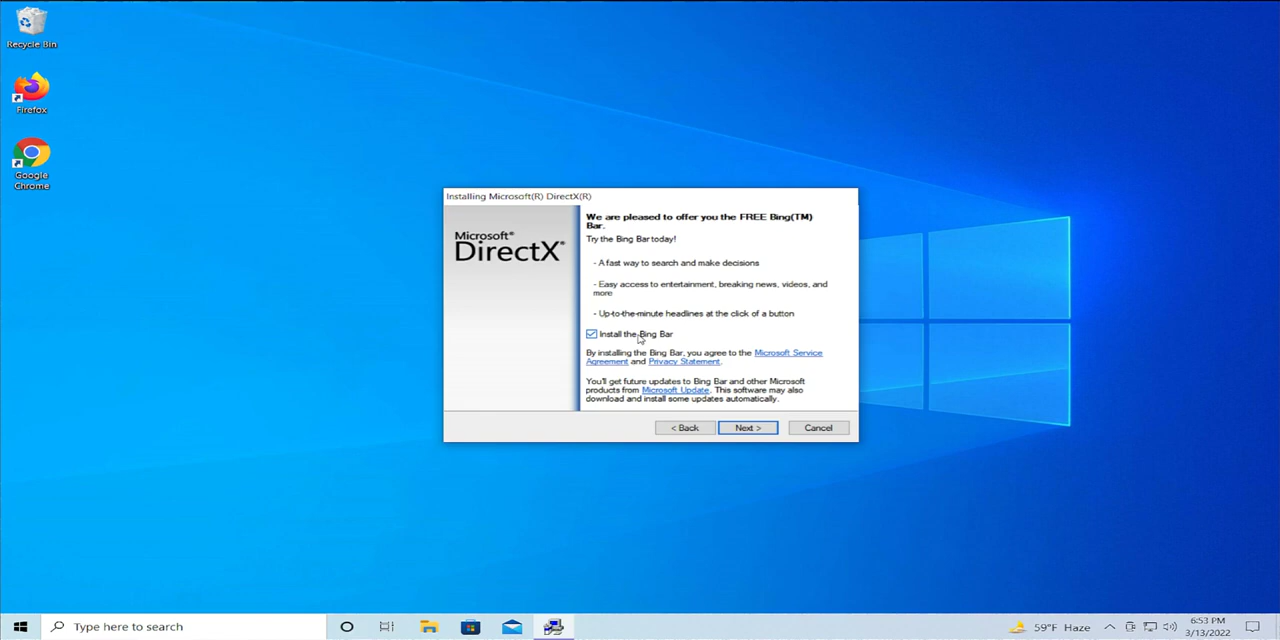 Recycle Bin
Firefox
Google
Chrome
Installing Microsoft(R) DirectX(R)
Microsoft®
DirectX®
We are pleased to offer you the FREE Bing(TM)
Bar.
Try the Bing Bar today!
- A fast way to search and make decisions
- Easy access to entertainment, breaking news, videos, and
more
- Up-to-the-minute headlines at the click of a button
Install the Bing Bar
By installing the Bing Bar, you agree to the Microsoft Service
Agreement and Privacy Statement.
You'll get future updates to Bing Bar and other Microsoft
products from Microsoft Update. This software may also
download and install some updates automatically.
< Back Next > Cancel
Type here to search
59°F Haze
6:53 PM
3/13/2022